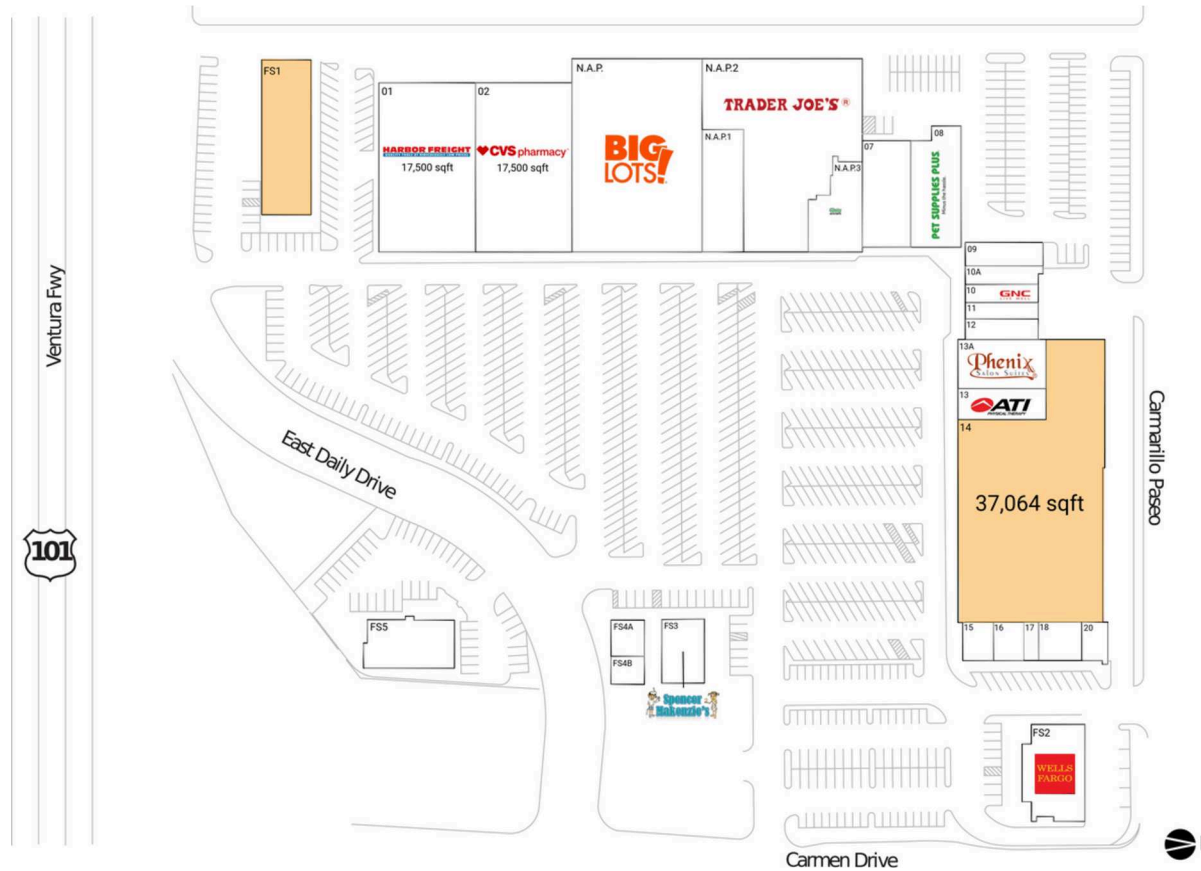 FS1
01
HARBOR FREIGHT
17,500 sqft
02
CVS pharmacy
17,500 sqft
N.A.P.
BIG
LOTS!
N.A.P.2
TRADER JOE'S ®
N.A.P.1
N.A.P.3
07
08
PET SUPPLIES PLUS
09
10A
10
GNC
11
12
13A
Phenix
Salon Suites
13
ATI
PHYSICAL THERAPY
14
37,064 sqft
15
16
17
18
20
Ventura Fwy
101
East Daily Drive
Carmarillo Paseo
FS5
FS4A
FS4B
FS3
Spencer
Makenzie's
FS2
WELLS
FARGO
Carmen Drive